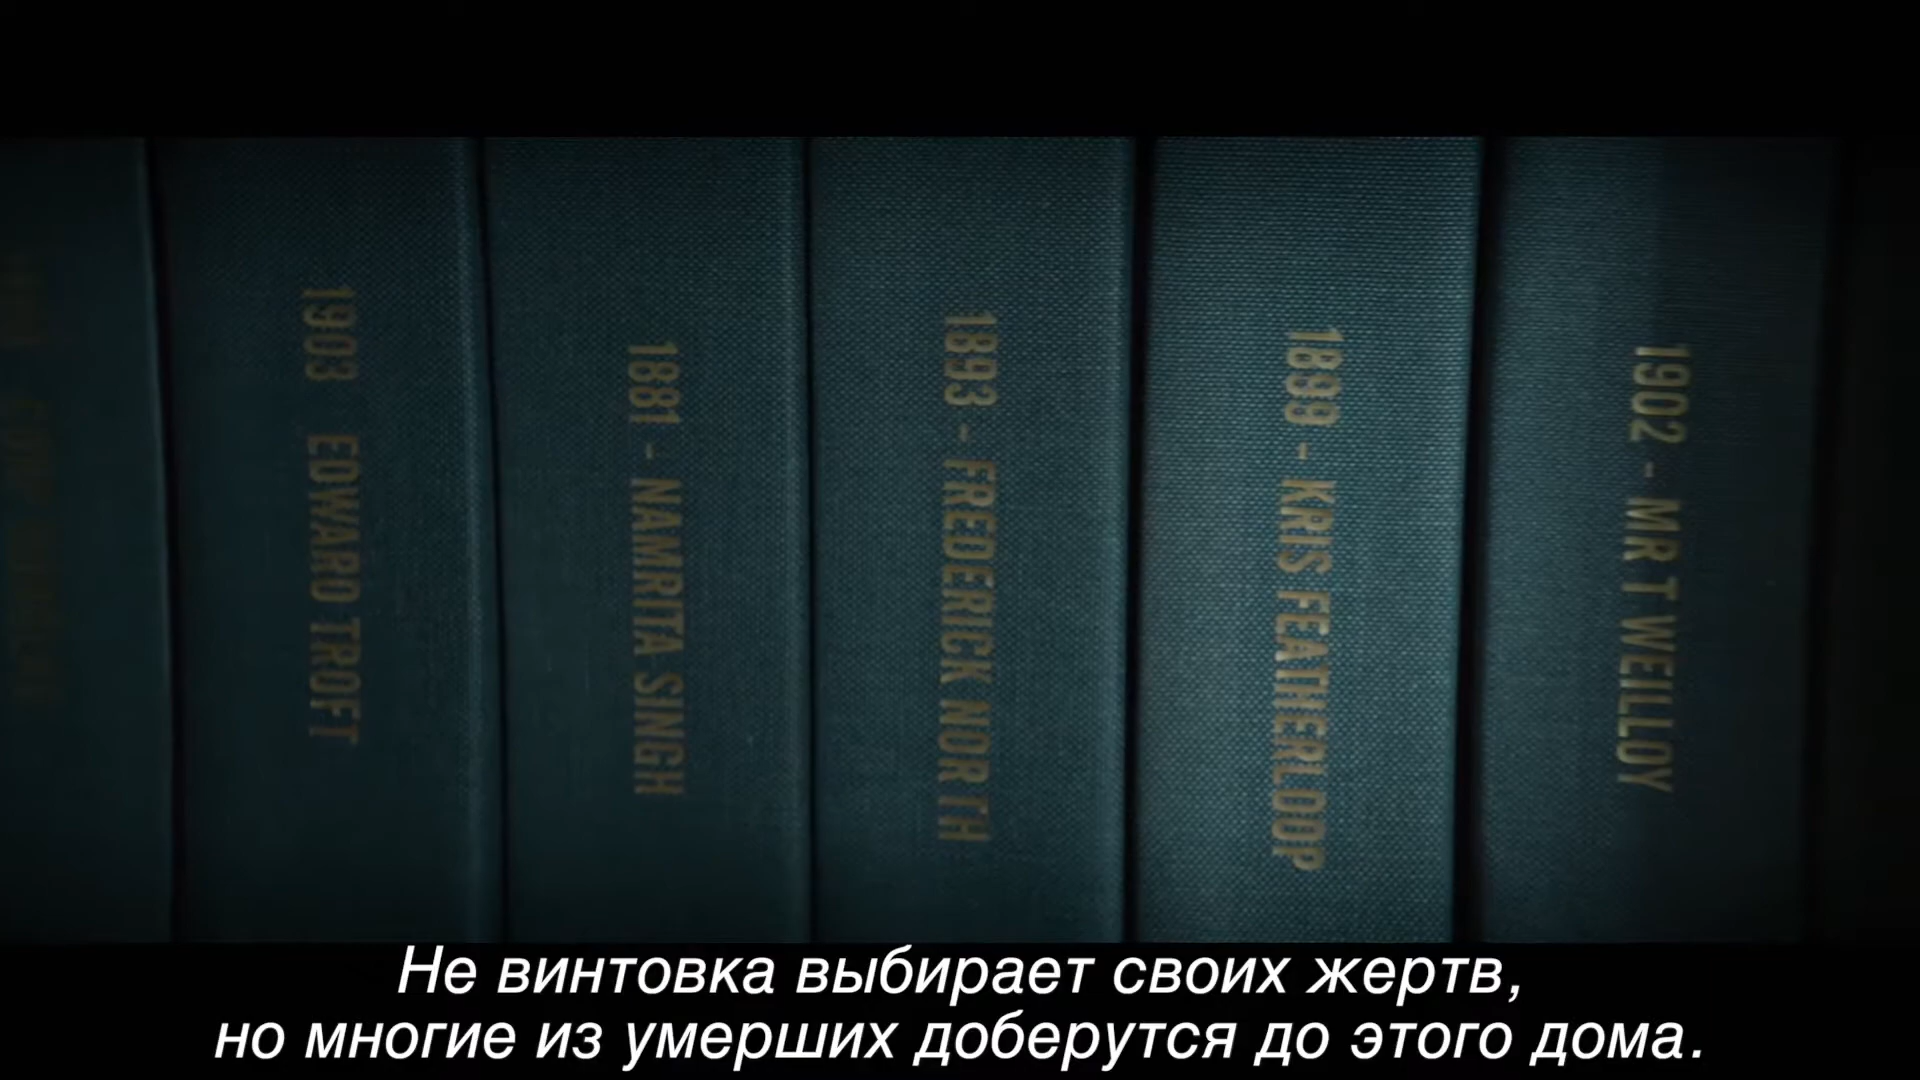 1903 EDWARD TROFT
1881 - NAMRITA SINGH
1893 - FREDERICK NORTH
1899 - KRIS FEATHERLOOP
1902 - MR T WEILLOY
Не винтовка выбирает своих жертв,
но многие из умерших доберутся до этого дома.